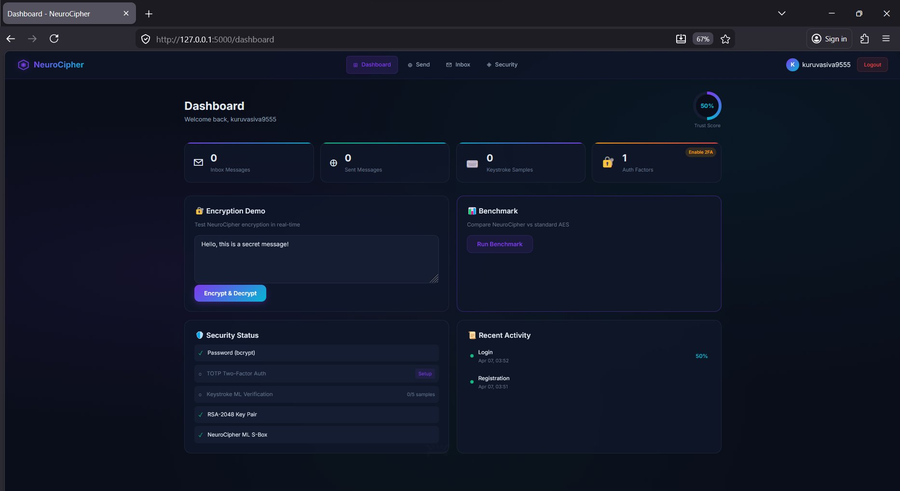 Dashboard - NeuroCipher
http://127.0.0.1:5000/dashboard
67%
Sign in
NeuroCipher
Dashboard
Send
Inbox
Security
K
kuruvasiva9555
Logout
Dashboard
Welcome back, kuruvasiva9555
50%
Trust Score
0
Inbox Messages
0
Sent Messages
0
Keystroke Samples
1
Auth Factors
Enable 2FA
Encryption Demo
Test NeuroCipher encryption in real-time
Hello, this is a secret message!
Encrypt & Decrypt
Benchmark
Compare NeuroCipher vs standard AES
Run Benchmark
Security Status
Password (bcrypt)
TOTP Two-Factor Auth
Setup
Keystroke ML Verification
0/5 samples
RSA-2048 Key Pair
NeuroCipher ML S-Box
Recent Activity
Login
Apr 07, 03:52
50%
Registration
Apr 07, 03:51